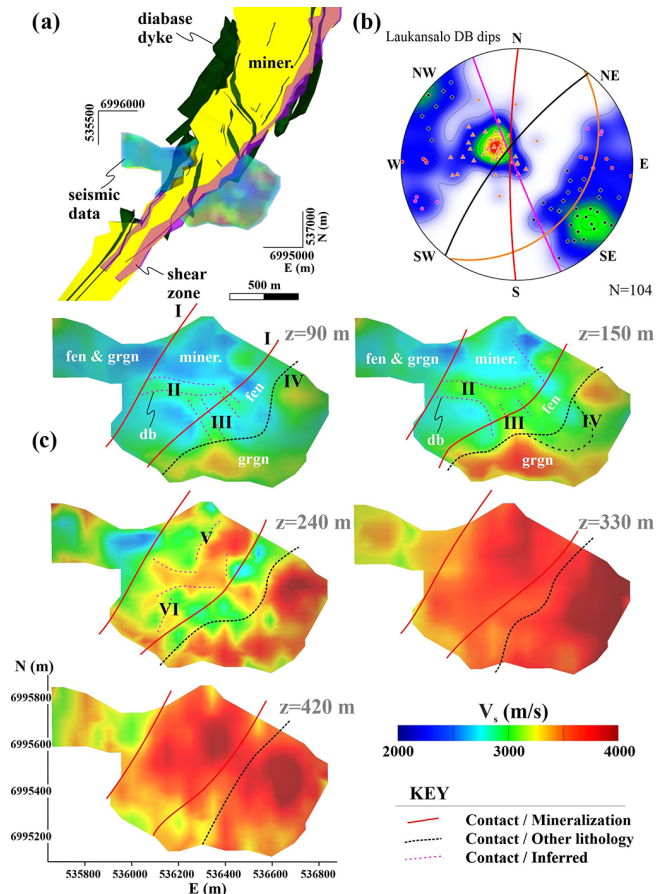 (a)
diabase
dyke
miner.
6996000
535500
seismic
data
537000
N (m)
6995000
E (m)
shear
zone
500 m
(b)
Laukansalo DB dips
N
NW
NE
W
E
SW
SE
S
N=104
I
I
z=90 m
fen & grgn
miner.
II
fen
IV
db
III
grgn
z=150 m
fen & grgn
miner.
II
fen
db
III
IV
grgn
(c)
z=240 m
V
VI
z=330 m
N (m)
6995800
6995600
6995400
6995200
z=420 m
535800
536000
536200
536400
536600
536800
E (m)
Vs (m/s)
2000
3000
4000
KEY
Contact / Mineralization
Contact / Other lithology
Contact / Inferred